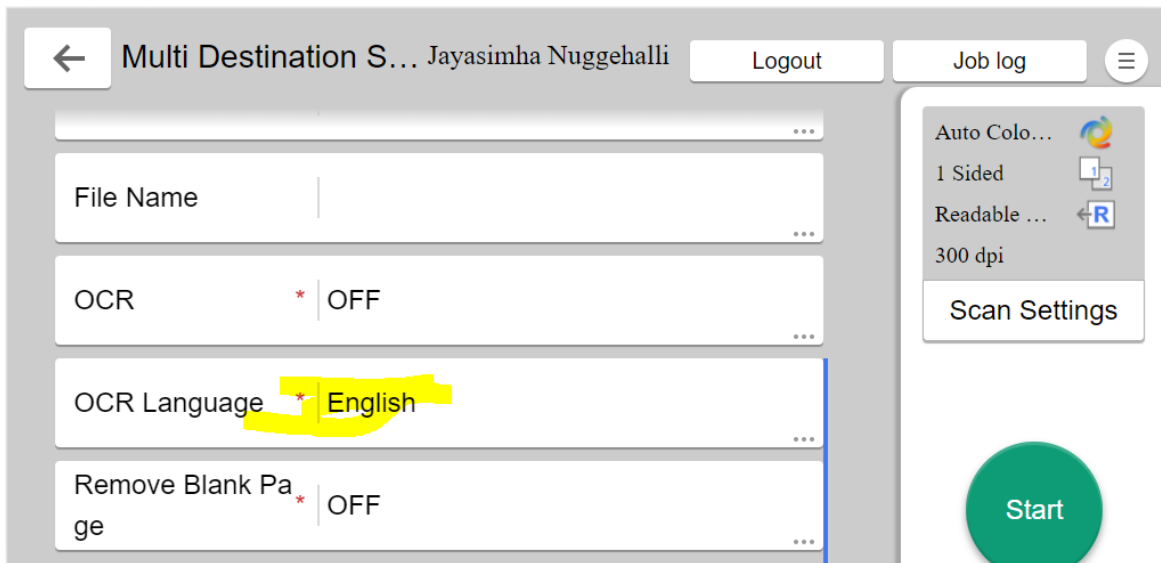 Multi Destination S... Jayasimha Nuggehalli Logout Job log
File Name
OCR * OFF
OCR Language * English
Remove Blank Pa
ge * OFF
Auto Colo...
1 Sided
Readable ...
300 dpi
Scan Settings
Start